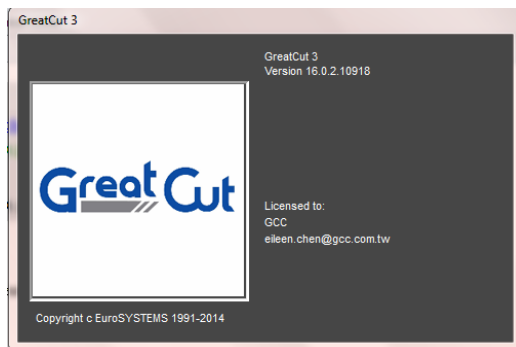 GreatCut 3
GreatCut 3
Version 16.0.2.10918
Great Cut
Licensed to:
GCC
eileen.chen@gcc.com.tw
Copyright c EuroSYSTEMS 1991-2014